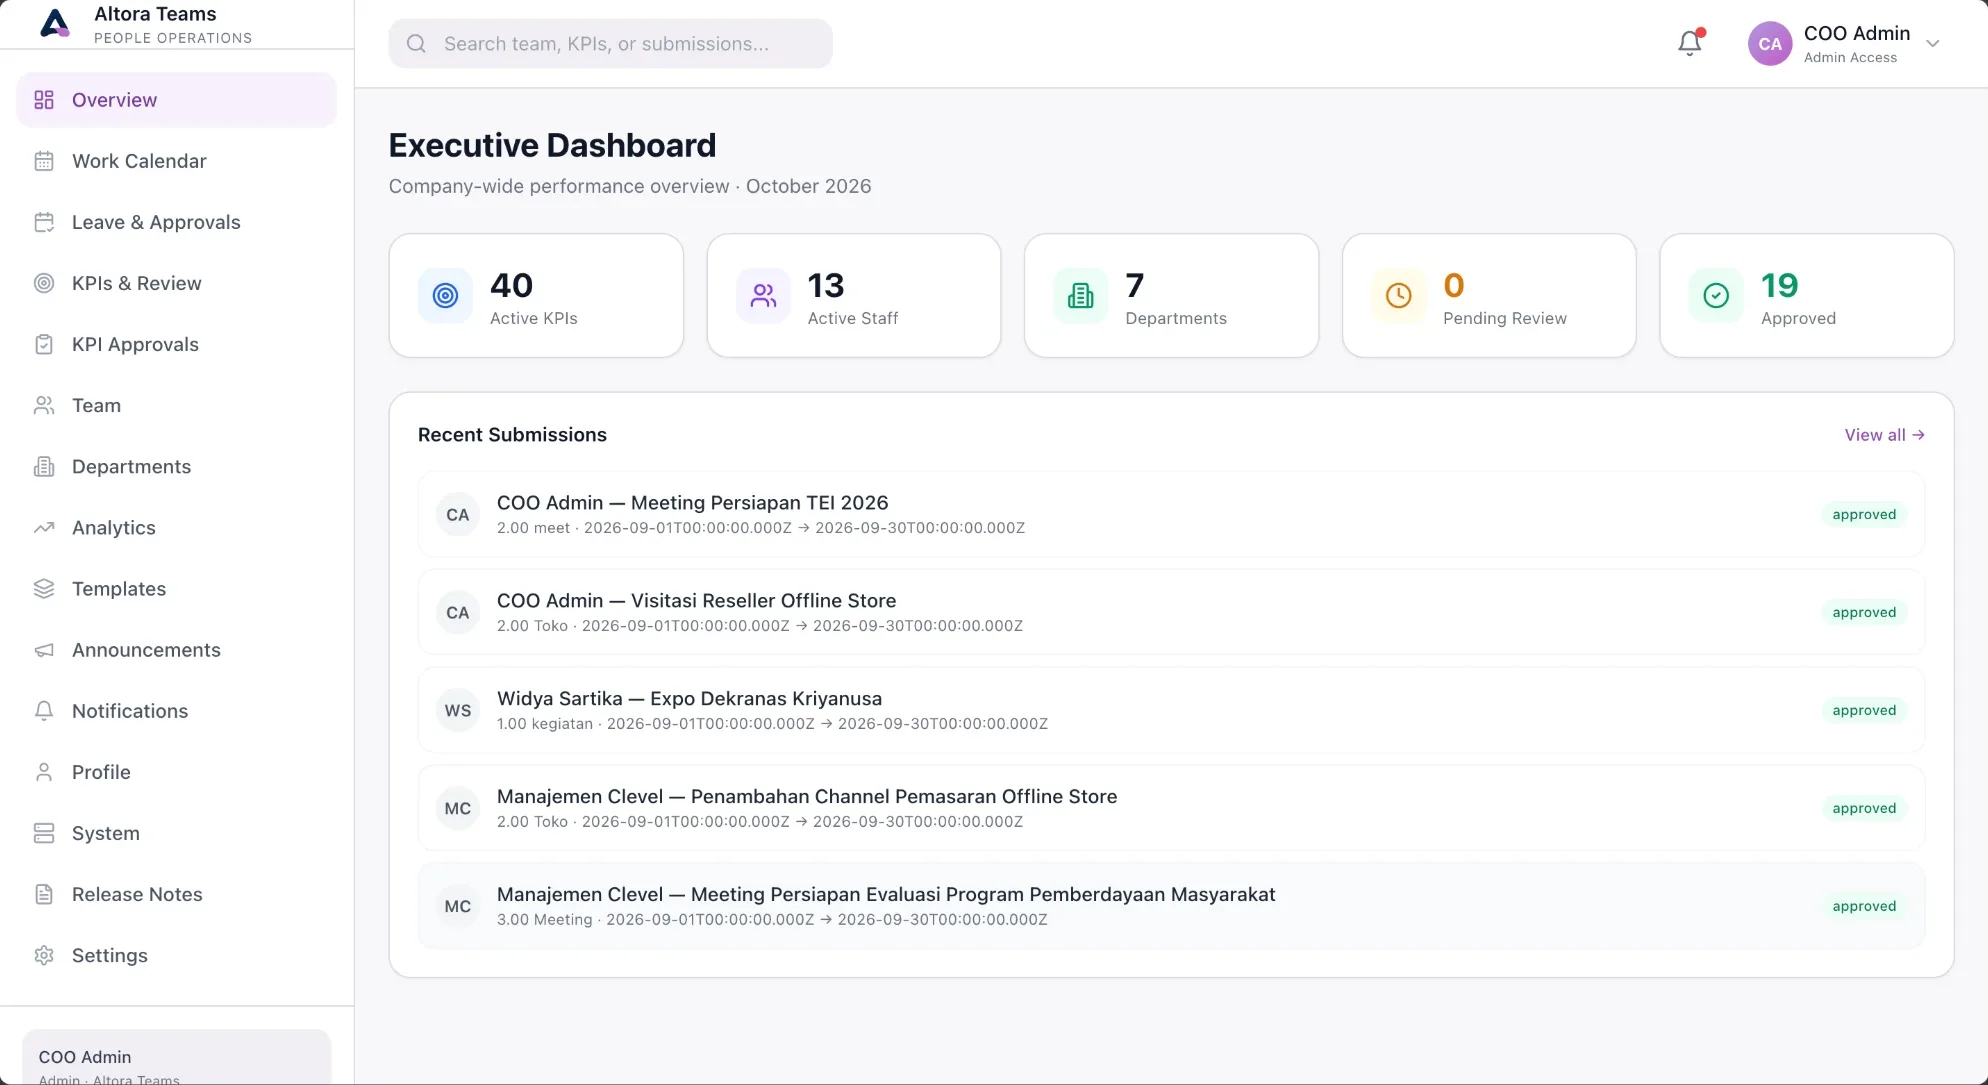 Altora Teams
PEOPLE OPERATIONS
Search team, KPIs, or submissions...
CA
COO Admin
Admin Access
Overview
Work Calendar
Leave & Approvals
KPIs & Review
KPI Approvals
Team
Departments
Analytics
Templates
Announcements
Notifications
Profile
System
Release Notes
Settings
COO Admin
Admin · Altora Teams
Executive Dashboard
Company-wide performance overview · October 2026
40
Active KPIs
13
Active Staff
7
Departments
0
Pending Review
19
Approved
Recent Submissions
View all →
CA
COO Admin — Meeting Persiapan TEI 2026
2.00 meet · 2026-09-01T00:00:00.000Z → 2026-09-30T00:00:00.000Z
approved
CA
COO Admin — Visitasi Reseller Offline Store
2.00 Toko · 2026-09-01T00:00:00.000Z → 2026-09-30T00:00:00.000Z
approved
WS
Widya Sartika — Expo Dekranas Kriyanusa
1.00 kegiatan · 2026-09-01T00:00:00.000Z → 2026-09-30T00:00:00.000Z
approved
MC
Manajemen Clevel — Penambahan Channel Pemasaran Offline Store
2.00 Toko · 2026-09-01T00:00:00.000Z → 2026-09-30T00:00:00.000Z
approved
MC
Manajemen Clevel — Meeting Persiapan Evaluasi Program Pemberdayaan Masyarakat
3.00 Meeting · 2026-09-01T00:00:00.000Z → 2026-09-30T00:00:00.000Z
approved